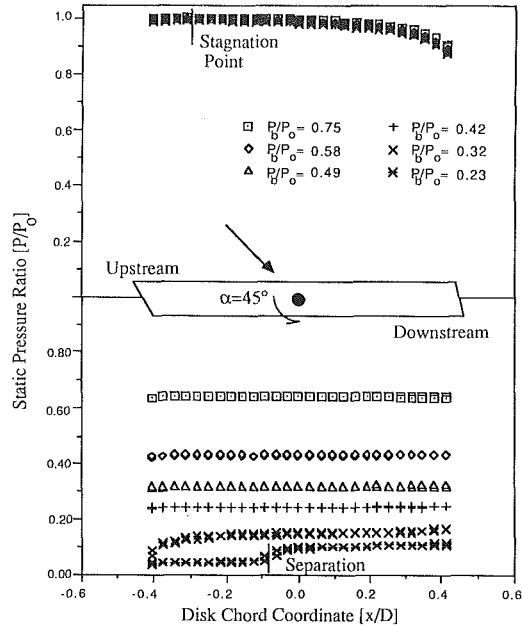 1.0
0.8
0.6
0.4
0.2
0.80
0.60
0.40
0.20
0.00
Static Pressure Ratio [P/P₀]
Stagnation
Point
P_b/P_o = 0.75
P_b/P_o = 0.58
P_b/P_o = 0.49
P_b/P_o = 0.42
P_b/P_o = 0.32
P_b/P_o = 0.23
Upstream
α=45°
Downstream
Separation
-0.6 -0.4 -0.2 0.0 0.2 0.4 0.6
Disk Chord Coordinate [x/D]